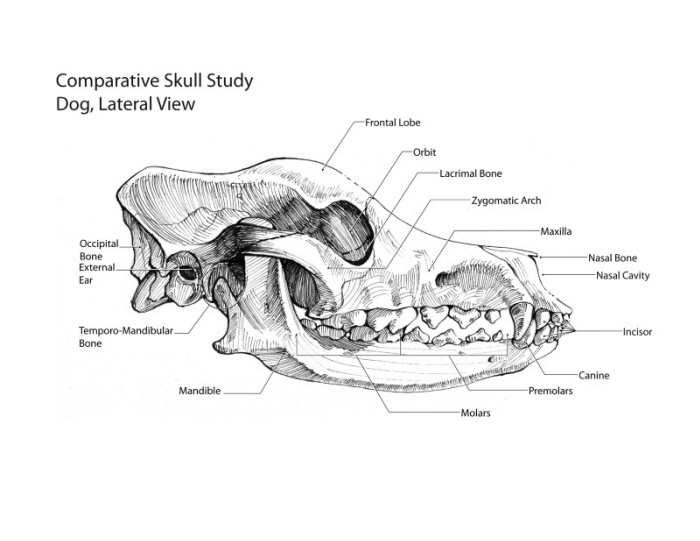 Comparative Skull Study
Dog, Lateral View
Frontal Lobe
Orbit
Lacrimal Bone
Zygomatic Arch
Maxilla
Nasal Bone
Nasal Cavity
Incisor
Canine
Premolars
Molars
Mandible
Temporo-Mandibular
Bone
External
Ear
Occipital
Bone